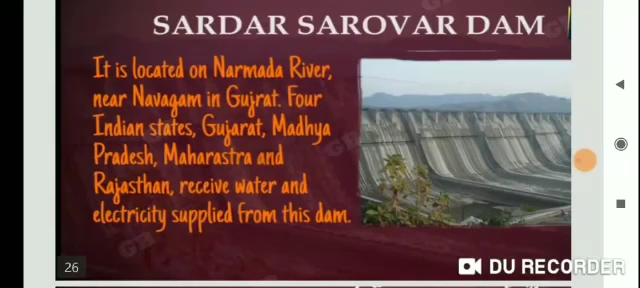 SARDAR SAROVAR DAM
It is located on Narmada River,
near Navagam in Gujrat. Four
Indian states, Gujarat, Madhya
Pradesh, Maharastra and
Rajasthan, receive water and
electricity supplied from this dam.
26
DU RECORDER